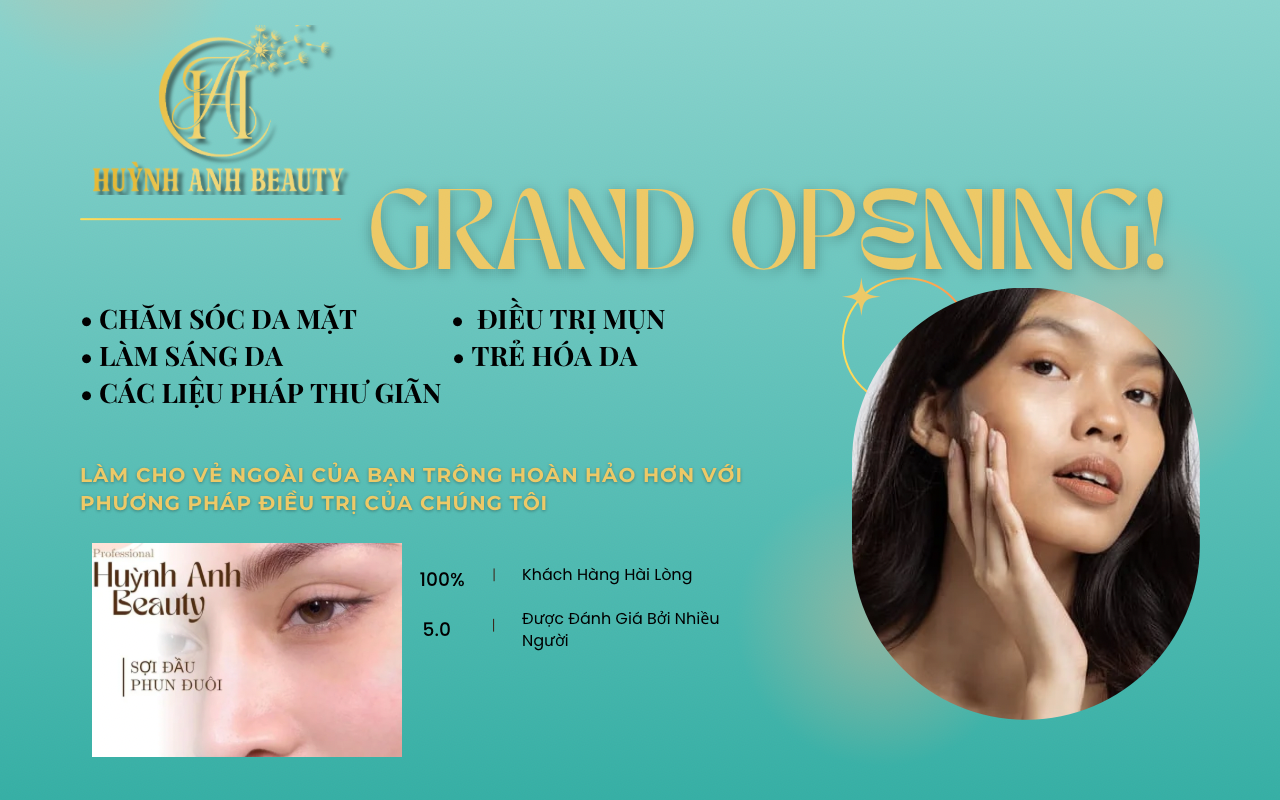 HA
HUỲNH ANH BEAUTY
GRAND OPENING!
• CHĂM SÓC DA MẶT
• LÀM SÁNG DA
• CÁC LIỆU PHÁP THƯ GIÃN
• ĐIỀU TRỊ MỤN
• TRẺ HÓA DA
LÀM CHO VẺ NGOÀI CỦA BẠN TRÔNG HOÀN HẢO HƠN VỚI
PHƯƠNG PHÁP ĐIỀU TRỊ CỦA CHÚNG TÔI
Professional
Huỳnh Anh
Beauty
SỢI ĐẦU
PHUN ĐUÔI
100% | Khách Hàng Hài Lòng
5.0 | Được Đánh Giá Bởi Nhiều
Người